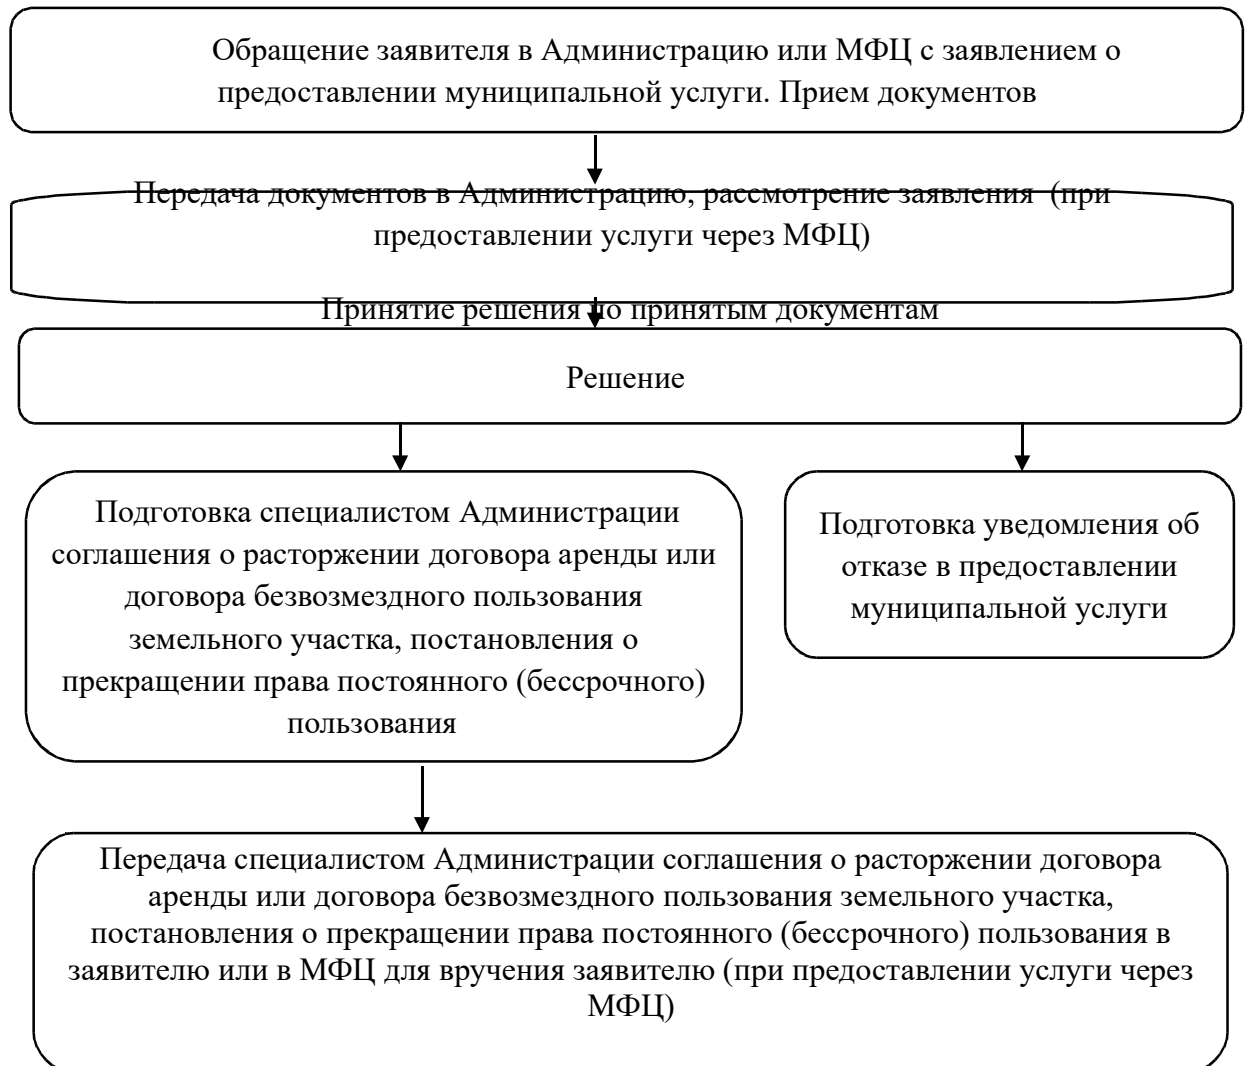 Обращение заявителя в Администрацию или МФЦ с заявлением о
предоставлении муниципальной услуги. Прием документов
Передача документов в Администрацию, рассмотрение заявления (при
предоставлении услуги через МФЦ)
Принятие решения по принятым документам
Решение
Подготовка специалистом Администрации
соглашения о расторжении договора аренды или
договора безвозмездного пользования
земельного участка, постановления о
прекращении права постоянного (бессрочного)
пользования
Подготовка уведомления об
отказе в предоставлении
муниципальной услуги
Передача специалистом Администрации соглашения о расторжении договора
аренды или договора безвозмездного пользования земельного участка,
постановления о прекращении права постоянного (бессрочного) пользования в
заявителю или в МФЦ для вручения заявителю (при предоставлении услуги через
МФЦ)